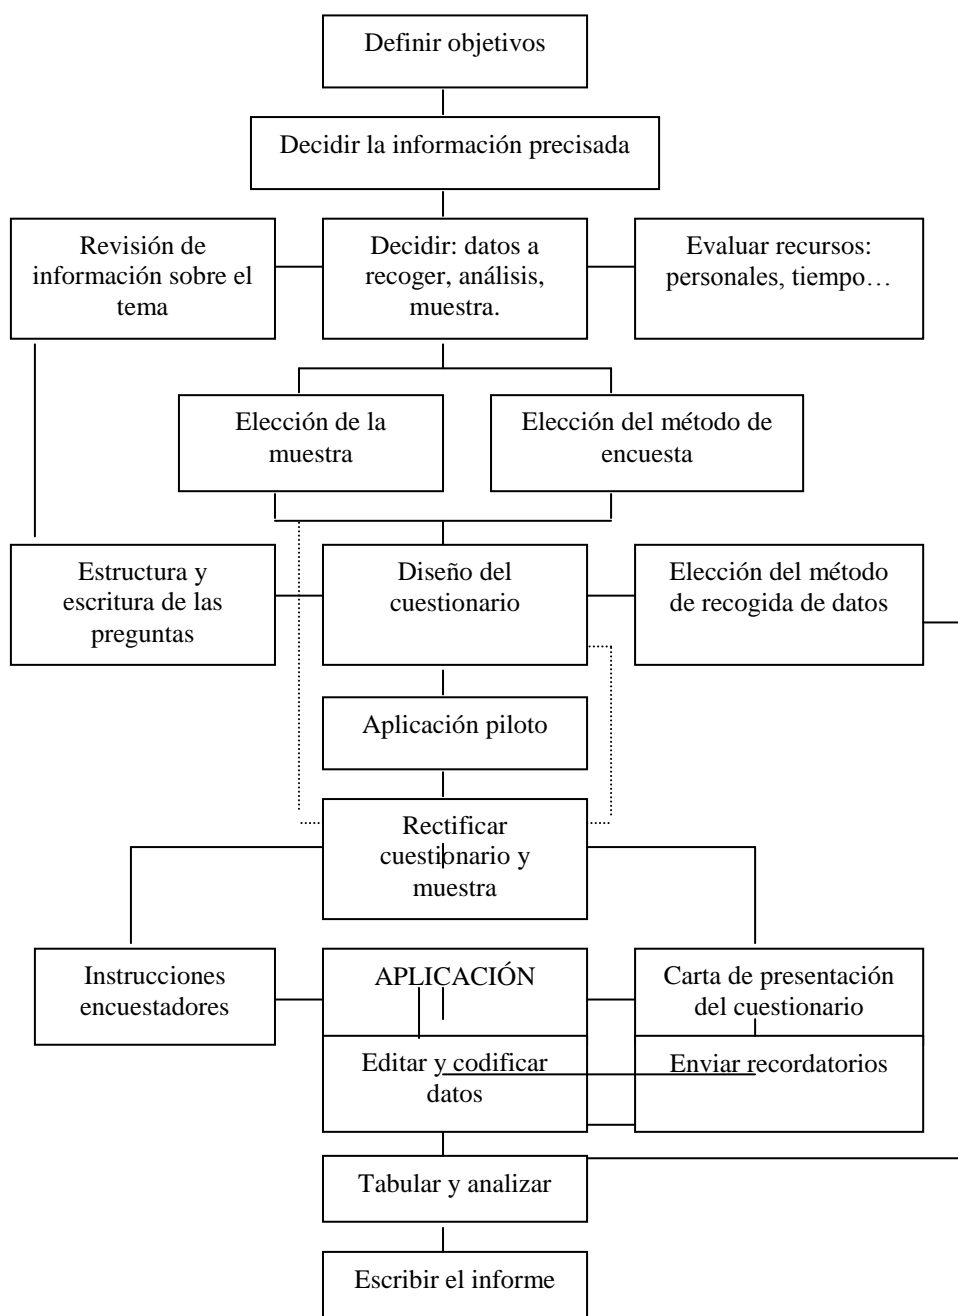 Definir objetivos
Decidir la información precisada
Revisión de
información sobre el
tema
Decidir: datos a
recoger, análisis,
muestra.
Evaluar recursos:
personales, tiempo…
Elección de la
muestra
Elección del método de
encuesta
Estructura y
escritura de las
preguntas
Diseño del
cuestionario
Elección del método
de recogida de datos
Aplicación piloto
Rectificar
cuestionario y
muestra
Instrucciones
encuestadores
APLICACIÓN
Carta de presentación
del cuestionario
Editar y codificar
datos
Enviar recordatorios
Tabular y analizar
Escribir el informe